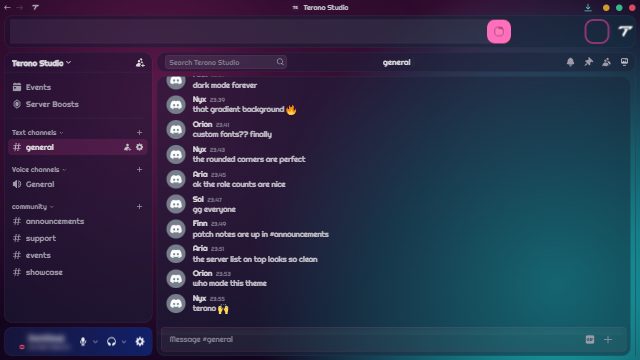 Terono Studio
Terono Studio
Search Terono Studio
general
Events
Server Boosts
Text channels
general
Voice channels
General
community
announcements
support
events
showcase
dark mode forever
Nyx 23:39
that gradient background 🔥
Orion 23:41
custom fonts?? finally
Nyx 23:43
the rounded corners are perfect
Aria 23:45
ok the role counts are nice
Sol 23:47
gg everyone
Finn 23:49
patch notes are up in #announcements
Aria 23:51
the server list on top looks so clean
Orion 23:53
who made this theme
Nyx 23:55
terono 🙌
Message #general